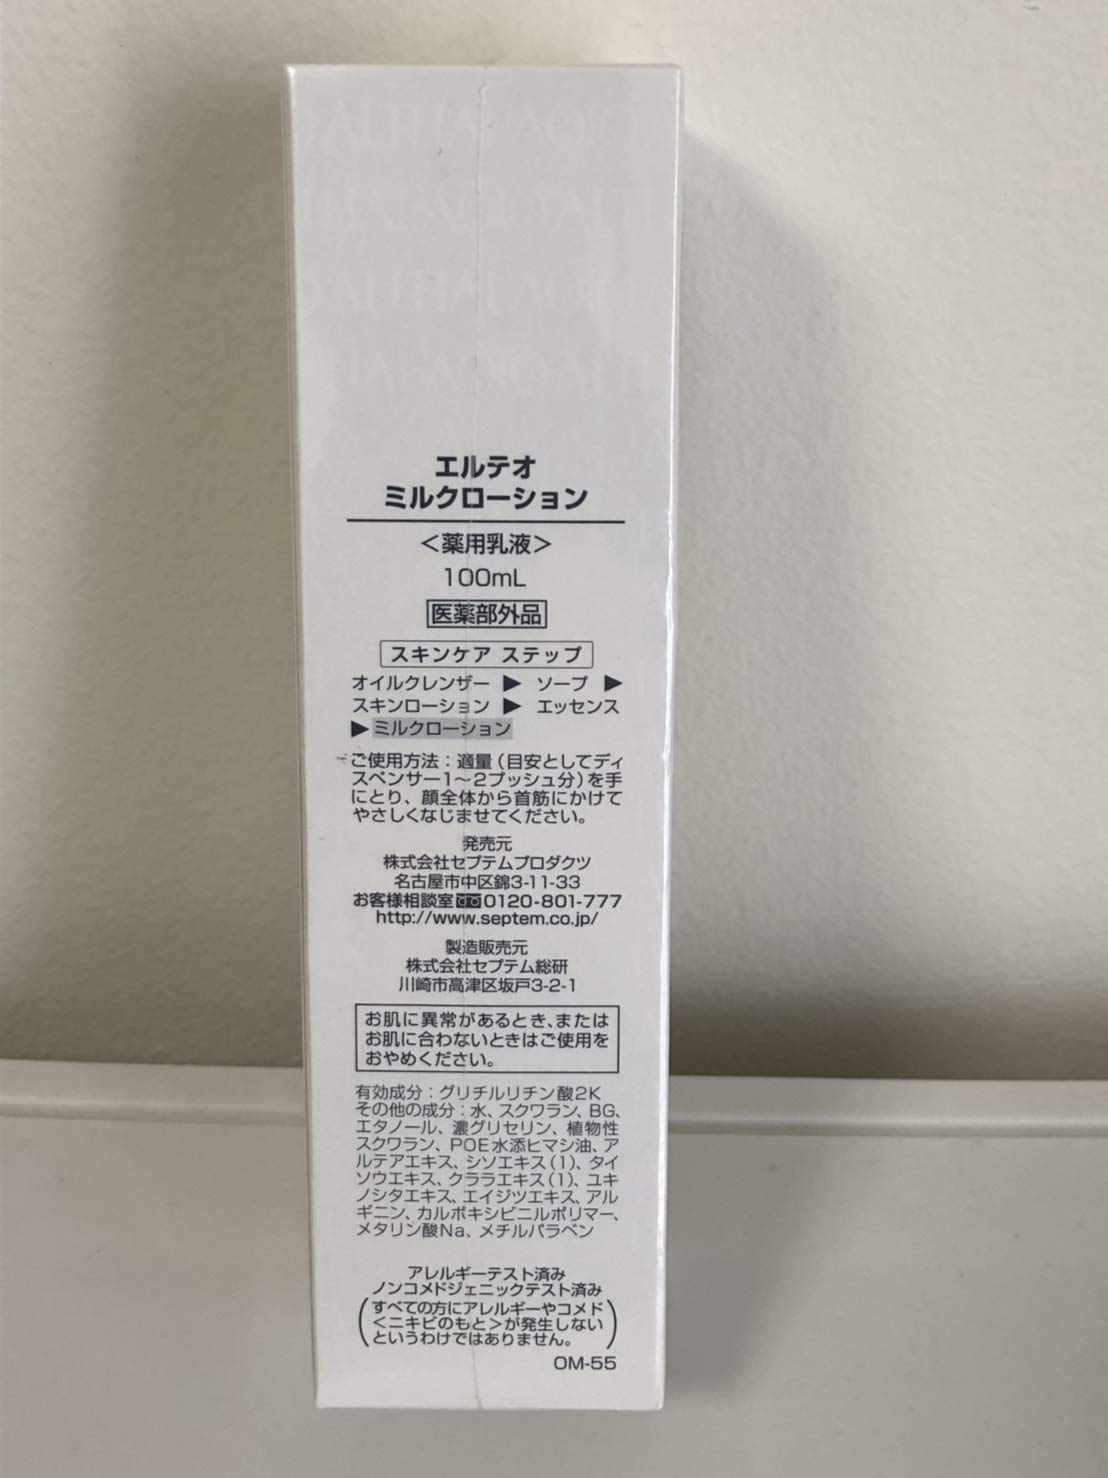 エルテオ
ミルクローション
<薬用乳液>
100mL
医薬部外品
スキンケア ステップ
オイルクレンザー ▶ ソープ ▶
スキンローション ▶ エッセンス
▶ミルクローション
ご使用方法：適量(目安としてディ
スペンサー1〜2プッシュ分)を手
にとり、顔全体から首筋にかけて
やさしくなじませてください。
発売元
株式会社セプテムプロダクツ
名古屋市中区錦3-11-33
お客様相談室 0120-801-777
http://www.septem.co.jp/
製造販売元
株式会社セプテム総研
川崎市高津区坂戸3-2-1
お肌に異常があるとき、または
お肌に合わないときはご使用を
おやめください。
有効成分：グリチルリチン酸2K
その他の成分：水、スクワラン、BG、
エタノール、濃グリセリン、植物性
スクワラン、POE水添ヒマシ油、ア
ルテアエキス、シソエキス(1)、タイ
ソウエキス、クララエキス(1)、ユキ
ノシタエキス、エイジツエキス、アル
ギニン、カルボキシビニルポリマー、
メタリン酸Na、メチルパラベン
アレルギーテスト済み
ノンコメドジェニックテスト済み
(すべての方にアレルギーやコメド
<ニキビのもと>が発生しない
というわけではありません。)
OM-55